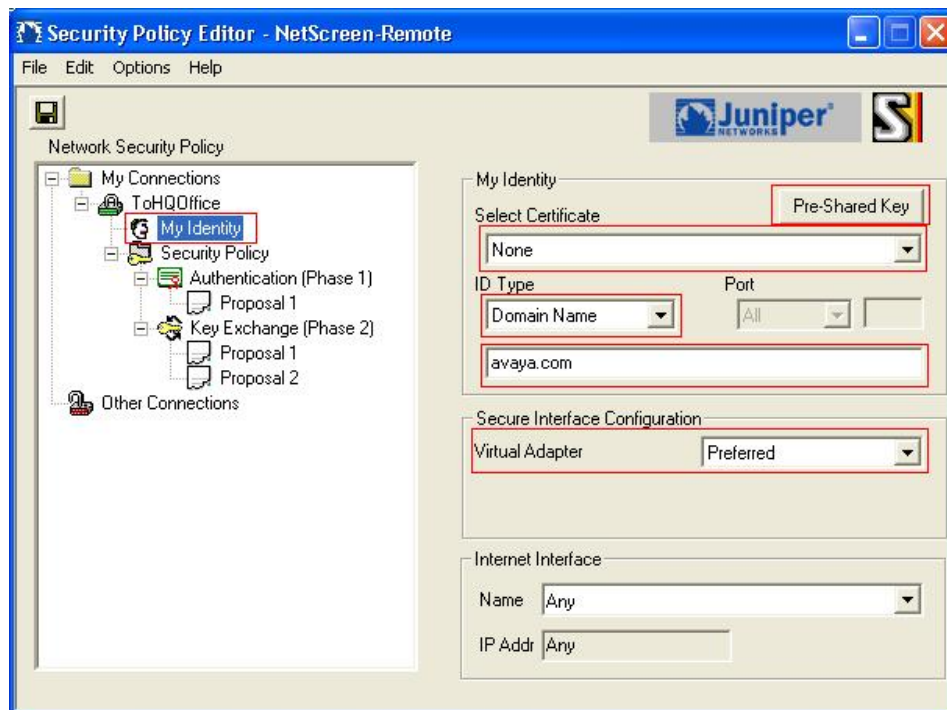 Security Policy Editor - NetScreen-Remote
File Edit Options Help
Juniper
NETWORKS
S
Network Security Policy
My Connections
ToHQOffice
My Identity
Security Policy
Authentication (Phase 1)
Proposal 1
Key Exchange (Phase 2)
Proposal 1
Proposal 2
Other Connections
My Identity
Pre-Shared Key
Select Certificate
None
ID Type Port
Domain Name All
avaya.com
Secure Interface Configuration
Virtual Adapter Preferred
Internet Interface
Name Any
IP Addr Any